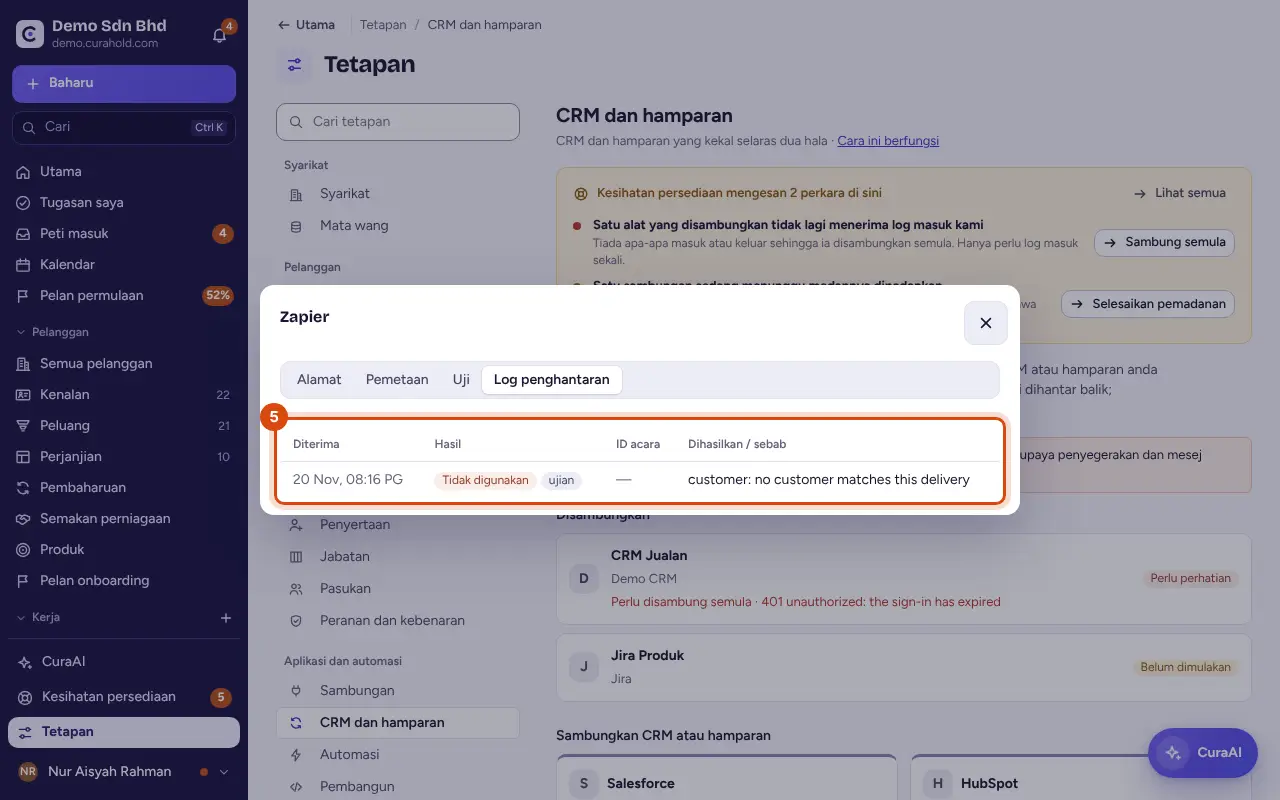 Demo Sdn Bhd
demo.curahold.com
4
Baharu
Cari
Ctrl K
Utama
Tugasan saya
Peti masuk
4
Kalendar
Pelan permulaan
52%
Pelanggan
Semua pelanggan
Kenalan
22
Peluang
21
Perjanjian
10
Pembaharuan
Semakan perniagaan
Produk
Pelan onboarding
Kerja
CuraAI
Kesihatan persediaan
5
Tetapan
NR
Nur Aisyah Rahman
Utama
Tetapan / CRM dan hamparan
Tetapan
Cari tetapan
Syarikat
Syarikat
Mata wang
Pelanggan
Penyertaan
Jabatan
Pasukan
Peranan dan kebenaran
Aplikasi dan automasi
Sambungan
CRM dan hamparan
Automasi
Pembangun
CRM dan hamparan
CRM dan hamparan yang kekal selaras dua hala · Cara ini berfungsi
Kesihatan persediaan mengesan 2 perkara di sini
Lihat semua
Satu alat yang disambungkan tidak lagi menerima log masuk kami
Tiada apa-apa masuk atau keluar sehingga ia disambungkan semula. Hanya perlu log masuk
sekali.
Sambung semula
Selesaikan pemadanan
atau hamparan anda
dihantar balik;
upaya penyegerakan dan mesej
Zapier
Alamat
Pemetaan
Uji
Log penghantaran
5
Diterima
Hasil
ID acara
Dihasilkan / sebab
20 Nov, 08:16 PG
Tidak digunakan
ujian
—
customer: no customer matches this delivery
Disambungkan
D
CRM Jualan
Demo CRM
Perlu disambung semula · 401 unauthorized: the sign-in has expired
Perlu perhatian
J
Jira Produk
Jira
Belum dimulakan
Sambungkan CRM atau hamparan
S
Salesforce
H
HubSpot
CuraAI